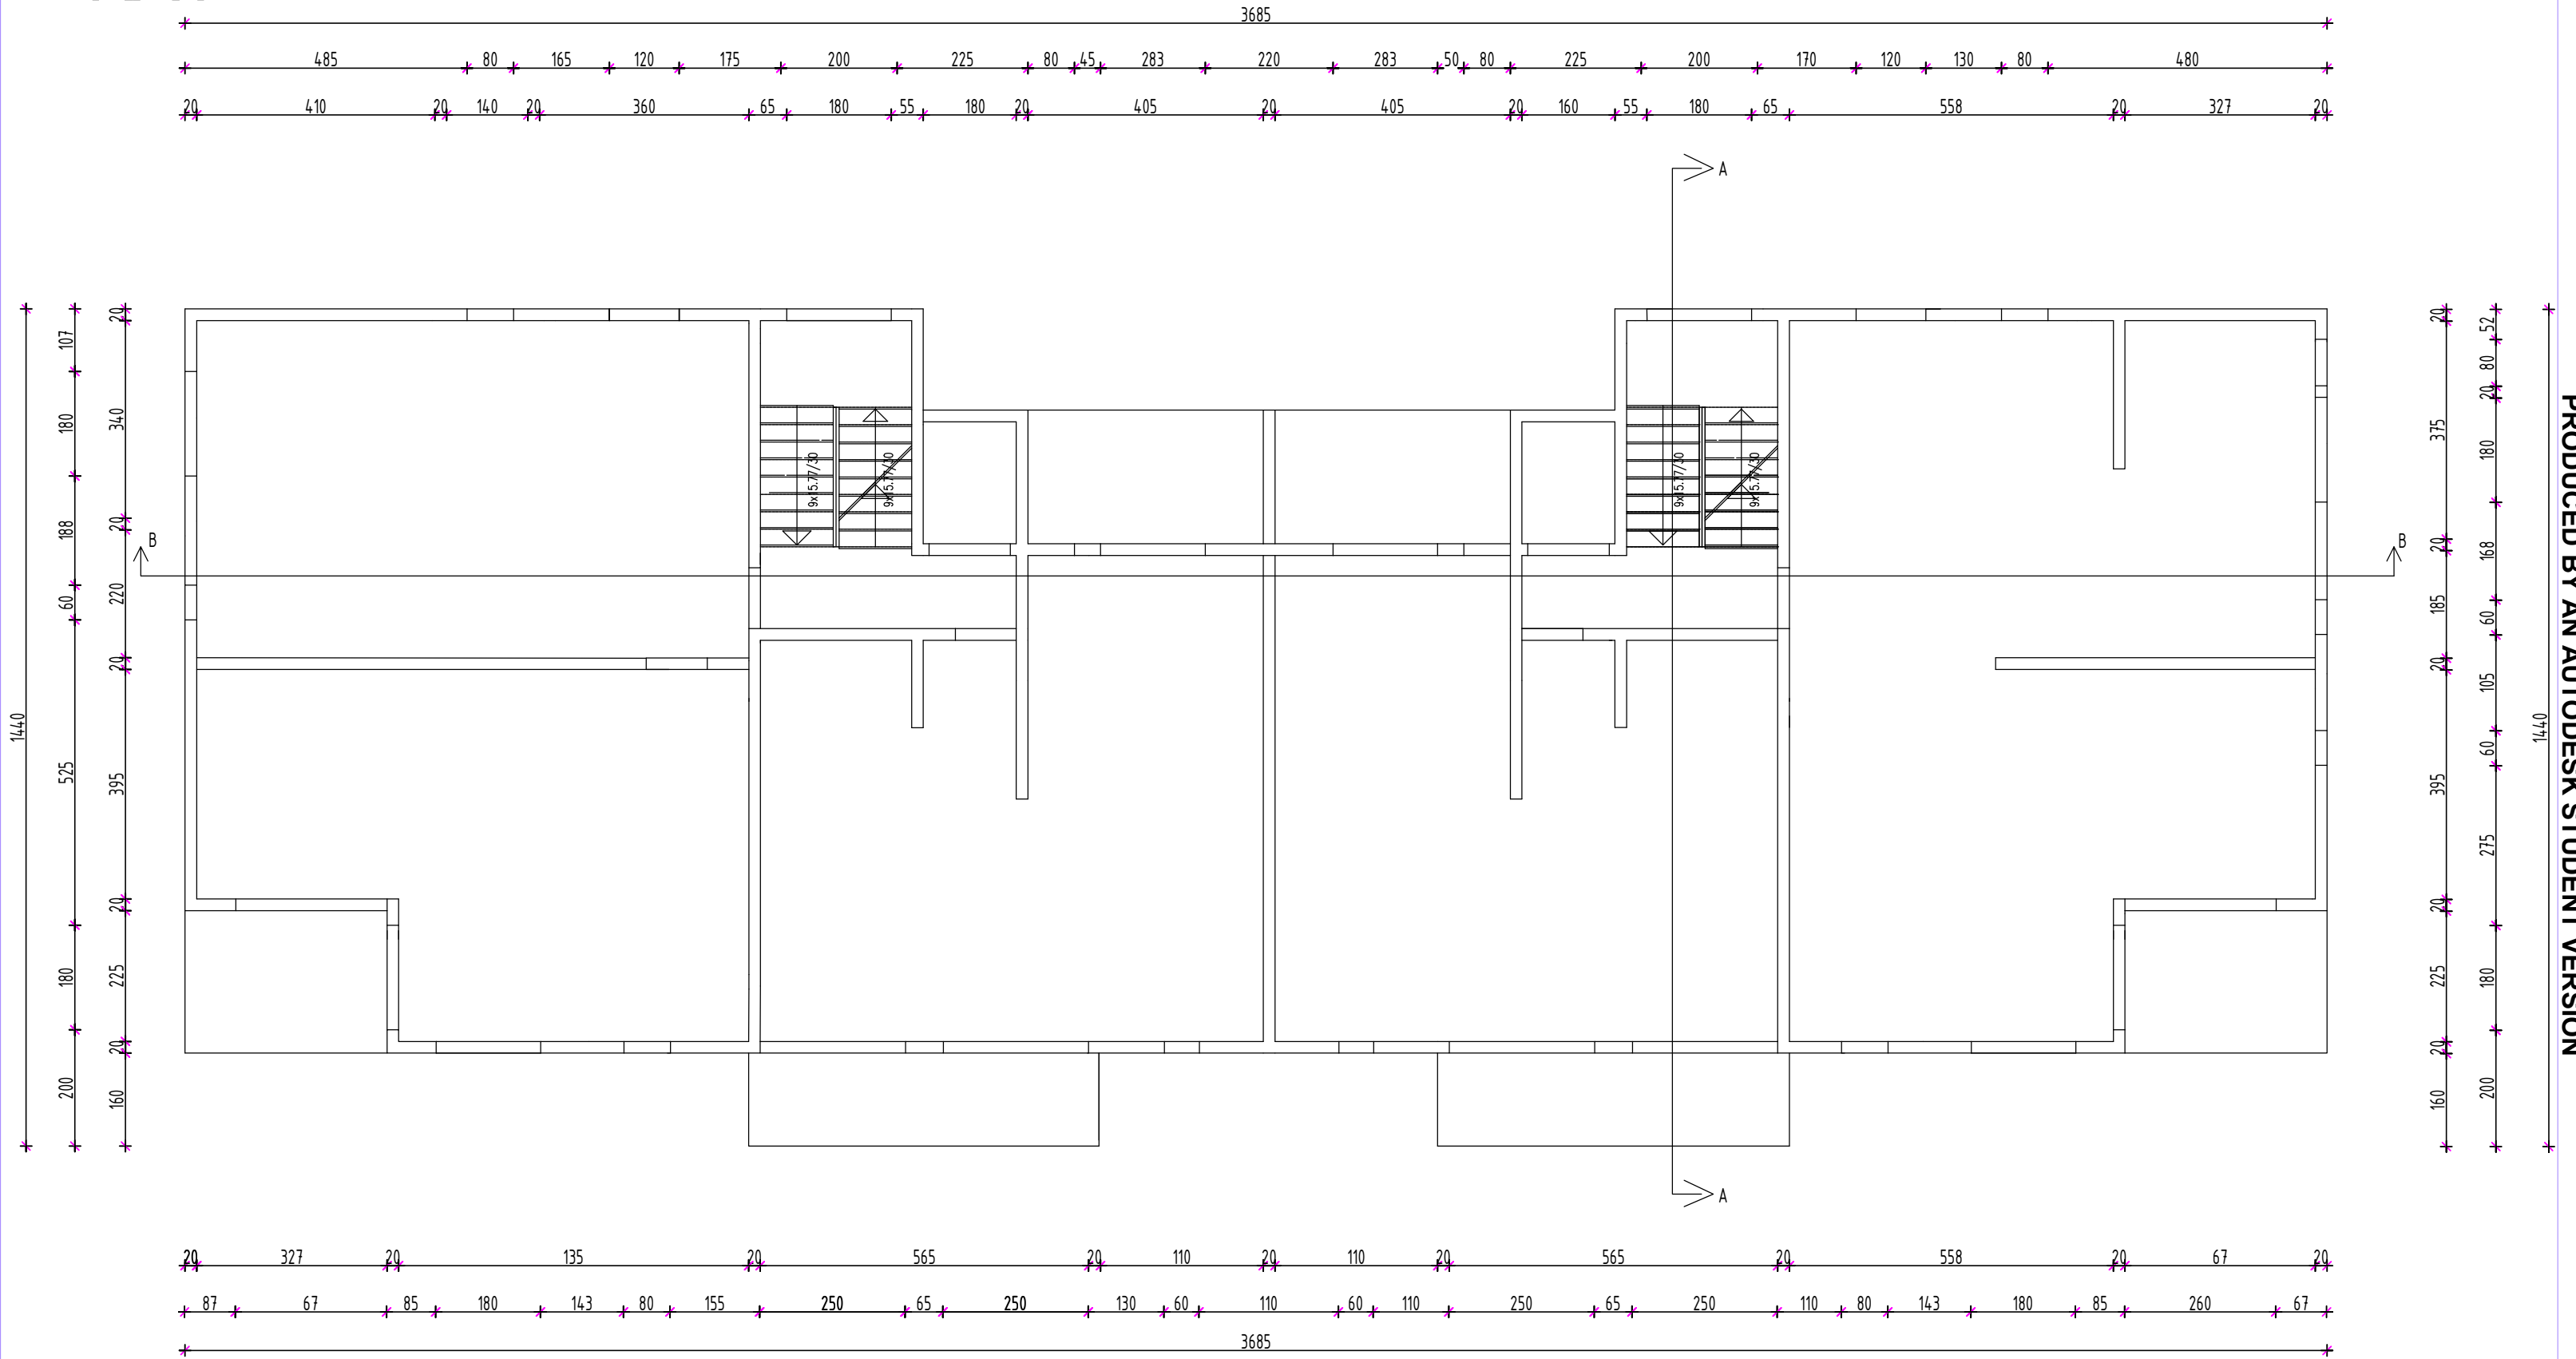 3685
485 80 165 120 175 200 225 80 45 283 220 283 50 80 225 200 170 120 130 80 480
20 410 20 140 20 360 65 180 55 180 20 405 20 405 20 160 55 180 65 558 20 327 20
A
1440
107 180 188 60 525 180 200
20 340 20 220 20 395 20 225 20 160
B
9x15.77/30
9x15.77/30
9x15.77/30
9x15.77/30
B
20 375 20 185 20 395 20 225 20 160
52 80 20 180 168 60 105 60 275 180 200
1440
PRODUCED BY AN AUTODESK STUDENT VERSION
A
20 327 20 135 20 565 20 110 20 110 20 565 20 558 20 67 20
87 67 85 180 143 80 155 250 65 250 130 60 110 60 110 250 65 250 110 80 143 180 85 260 67
3685